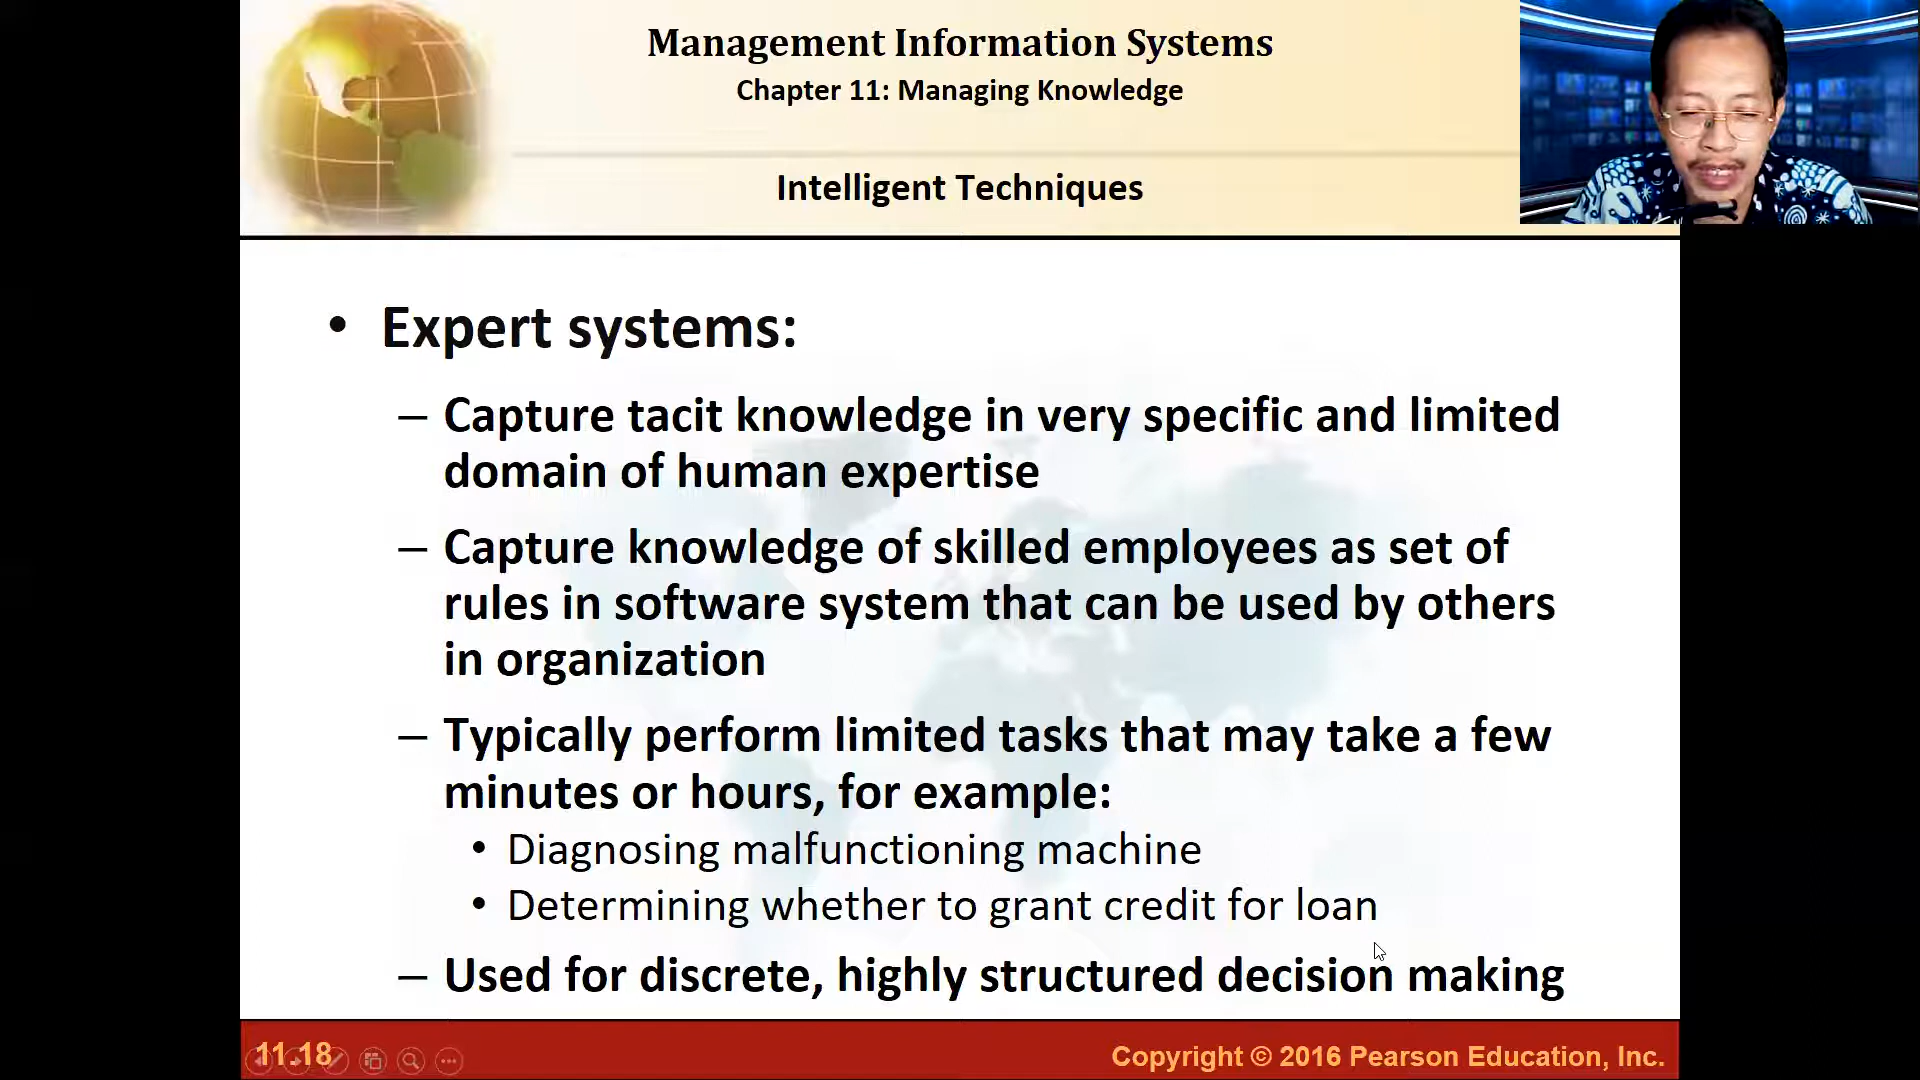 Management Information Systems
Chapter 11: Managing Knowledge
Intelligent Techniques
• Expert systems:
– Capture tacit knowledge in very specific and limited
domain of human expertise
– Capture knowledge of skilled employees as set of
rules in software system that can be used by others
in organization
– Typically perform limited tasks that may take a few
minutes or hours, for example:
• Diagnosing malfunctioning machine
• Determining whether to grant credit for loan
– Used for discrete, highly structured decision making
11.18
Copyright © 2016 Pearson Education, Inc.